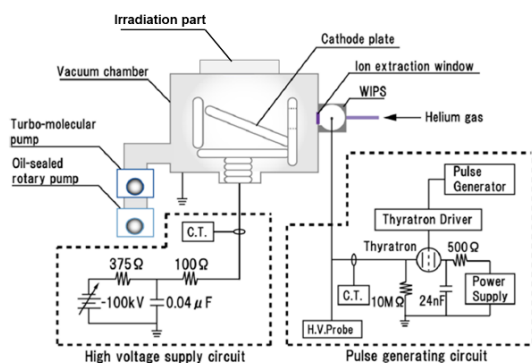 Irradiation part
Cathode plate
Ion extraction window
Vacuum chamber
WIPS
Helium gas
Turbo-molecular
pump
Oil-sealed
rotary pump
Pulse
Generator
Thyratron Driver
C.T.
Thyratron
500Ω
375Ω
100Ω
-100kV
0.04μF
10MΩ
24nF
Power
Supply
C.T.
H.V.Probe
High voltage supply circuit
Pulse generating circuit